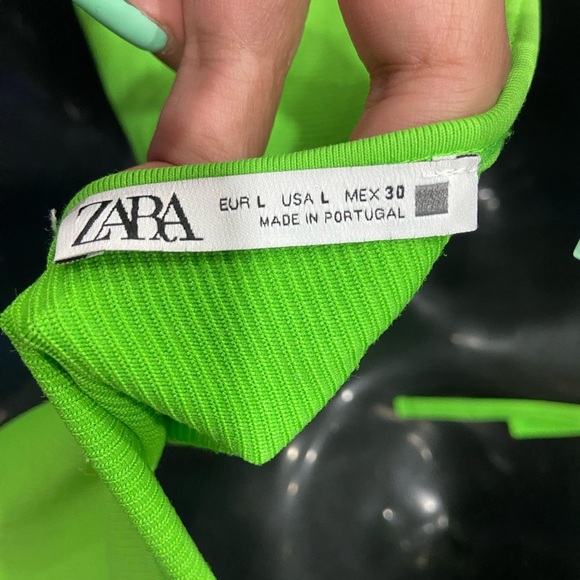 ZARA
EUR L USA L MEX 30
MADE IN PORTUGAL